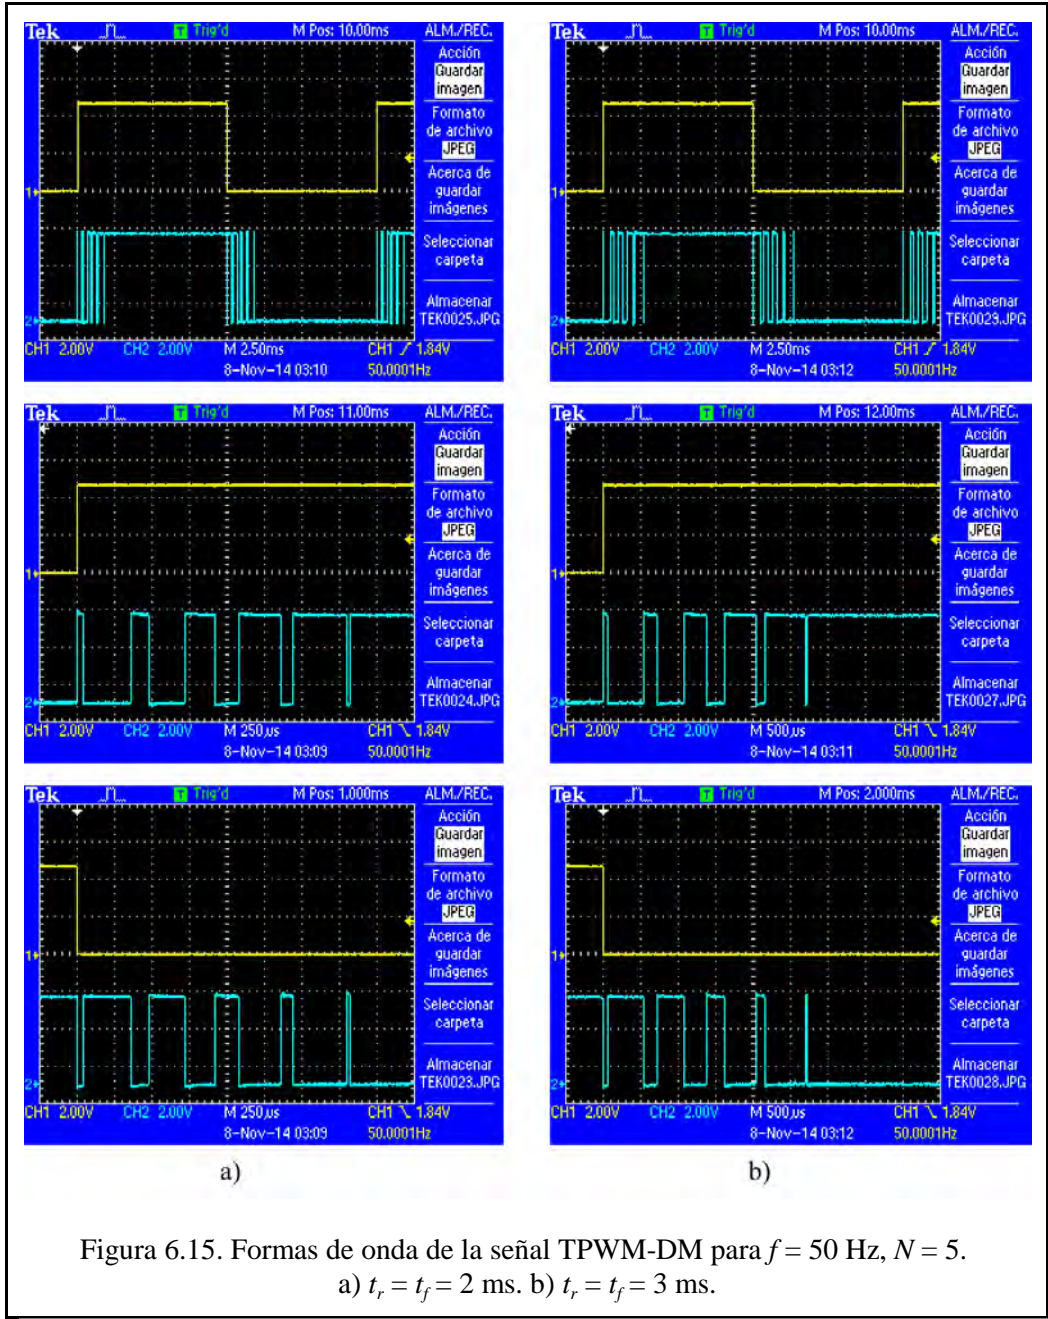 Tek Trig'd M Pos: 10.00ms ALM./REC.
Acción
Guardar
imagen
Formato
de archivo
JPEG
Acerca de
guardar
imágenes
Seleccionar
carpeta
Almacenar
TEK0025.JPG
1
2
CH1 2.00V CH2 2.00V M 2.50ms CH1 1.84V
8-Nov-14 03:10 50.0001Hz
Tek Trig'd M Pos: 10.00ms ALM./REC.
Acción
Guardar
imagen
Formato
de archivo
JPEG
Acerca de
guardar
imágenes
Seleccionar
carpeta
Almacenar
TEK0029.JPG
1
2
CH1 2.00V CH2 2.00V M 2.50ms CH1 1.84V
8-Nov-14 03:12 50.0001Hz
Tek Trig'd M Pos: 11.00ms ALM./REC.
Acción
Guardar
imagen
Formato
de archivo
JPEG
Acerca de
guardar
imágenes
Seleccionar
carpeta
Almacenar
TEK0024.JPG
1
2
CH1 2.00V CH2 2.00V M 250µs CH1 1.84V
8-Nov-14 03:09 50.0001Hz
Tek Trig'd M Pos: 12.00ms ALM./REC.
Acción
Guardar
imagen
Formato
de archivo
JPEG
Acerca de
guardar
imágenes
Seleccionar
carpeta
Almacenar
TEK0027.JPG
1
2
CH1 2.00V CH2 2.00V M 500µs CH1 1.84V
8-Nov-14 03:11 50.0001Hz
Tek Trig'd M Pos: 1.000ms ALM./REC.
Acción
Guardar
imagen
Formato
de archivo
JPEG
Acerca de
guardar
imágenes
Seleccionar
carpeta
Almacenar
TEK0023.JPG
1
2
CH1 2.00V CH2 2.00V M 250µs CH1 1.84V
8-Nov-14 03:09 50.0001Hz
Tek Trig'd M Pos: 2.000ms ALM./REC.
Acción
Guardar
imagen
Formato
de archivo
JPEG
Acerca de
guardar
imágenes
Seleccionar
carpeta
Almacenar
TEK0028.JPG
1
2
CH1 2.00V CH2 2.00V M 500µs CH1 1.84V
8-Nov-14 03:12 50.0001Hz
a)
b)
Figura 6.15. Formas de onda de la señal TPWM-DM para f = 50 Hz, N = 5.
a) tr = tf = 2 ms. b) tr = tf = 3 ms.